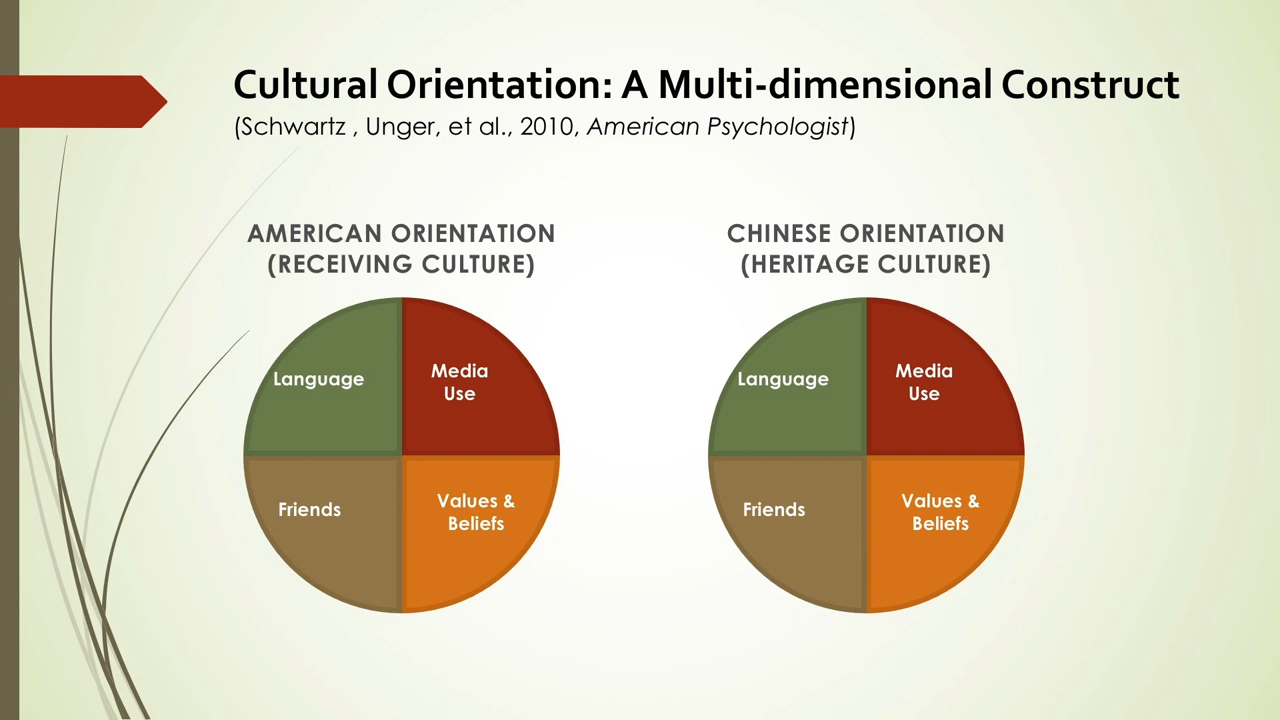 Cultural Orientation: A Multi-dimensional Construct
(Schwartz , Unger, et al., 2010, American Psychologist)
AMERICAN ORIENTATION
(RECEIVING CULTURE)
Language
Media
Use
Friends
Values &
Beliefs
CHINESE ORIENTATION
(HERITAGE CULTURE)
Language
Media
Use
Friends
Values &
Beliefs